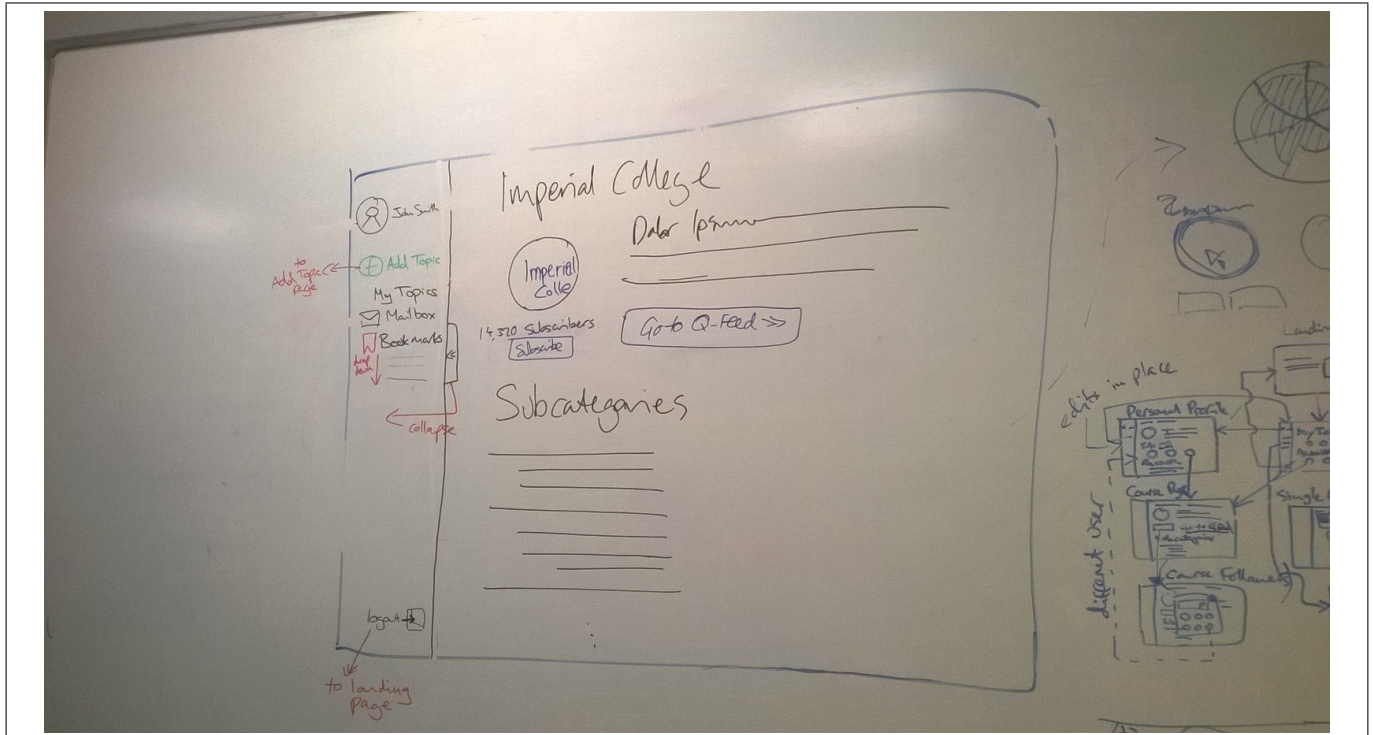 John Smith
Add Topic
to
Add Topic
page
My Topics
Mailbox
Bookmarks
drop
down
collapse
logout
to landing
page
Imperial College
Imperial
Colle
14,320 Subscribers
Subscribe
Dolor Ipsum
Go to Q-Feed >>
Subcategories
edits in place
Personal Profile
Course Page
different user
Course Followers